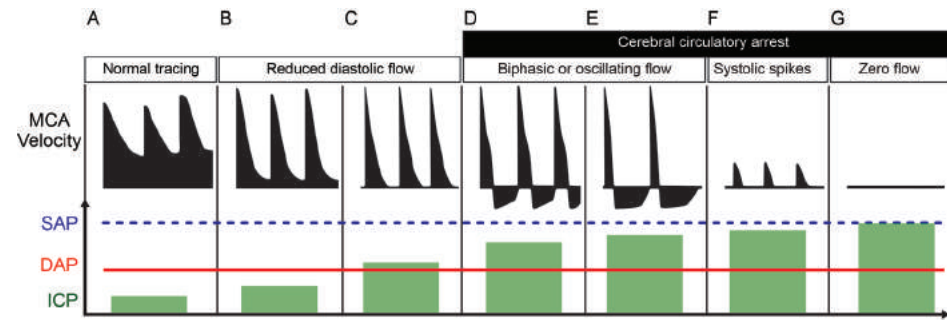 A B C D E F G
Cerebral circulatory arrest
Normal tracing Reduced diastolic flow Biphasic or oscillating flow Systolic spikes Zero flow
MCA
Velocity
SAP
DAP
ICP